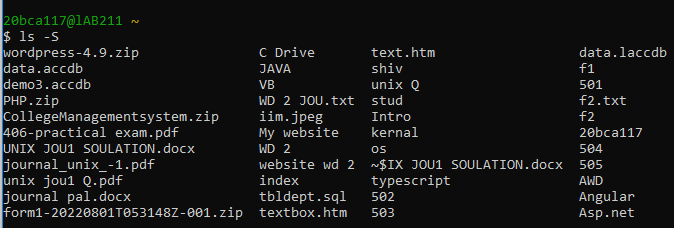 20bca117@lAB211 ~
$ ls -S
wordpress-4.9.zip C Drive text.htm data.laccdb
data.accdb JAVA shiv f1
demo3.accdb VB unix Q 501
PHP.zip WD 2 JOU.txt stud f2.txt
CollegeManagementsystem.zip iim.jpeg Intro f2
406-practical exam.pdf My website kernal 20bca117
UNIX JOU1 SOULATION.docx WD 2 os 504
journal_unix_-1.pdf website wd 2 ~$IX JOU1 SOULATION.docx 505
unix jou1 Q.pdf index typescript AWD
journal pal.docx tbldept.sql 502 Angular
form1-20220801T053148Z-001.zip textbox.htm 503 Asp.net